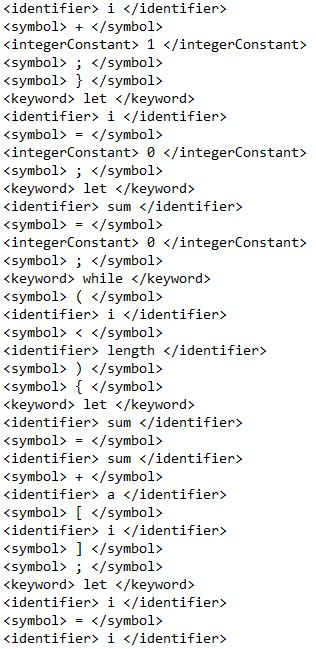 <identifier> i </identifier>
<symbol> + </symbol>
<integerConstant> 1 </integerConstant>
<symbol> ; </symbol>
<symbol> } </symbol>
<keyword> let </keyword>
<identifier> i </identifier>
<symbol> = </symbol>
<integerConstant> 0 </integerConstant>
<symbol> ; </symbol>
<keyword> let </keyword>
<identifier> sum </identifier>
<symbol> = </symbol>
<integerConstant> 0 </integerConstant>
<symbol> ; </symbol>
<keyword> while </keyword>
<symbol> ( </symbol>
<identifier> i </identifier>
<symbol> < </symbol>
<identifier> length </identifier>
<symbol> ) </symbol>
<symbol> { </symbol>
<keyword> let </keyword>
<identifier> sum </identifier>
<symbol> = </symbol>
<identifier> sum </identifier>
<symbol> + </symbol>
<identifier> a </identifier>
<symbol> [ </symbol>
<identifier> i </identifier>
<symbol> ] </symbol>
<symbol> ; </symbol>
<keyword> let </keyword>
<identifier> i </identifier>
<symbol> = </symbol>
<identifier> i </identifier>